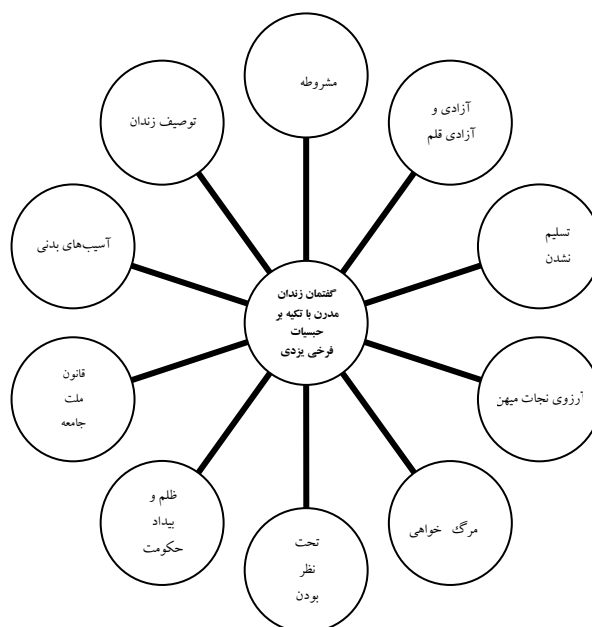 مشروطه
آزادی و
آزادی قلم
تسلیم
نشدن
آرزوی نجات میهن
مرگ خواهی
تحت
نظر
بودن
ظلم و
بیداد
حکومت
قانون
ملت
جامعه
آسیب‌های بدنی
توصیف زندان
گفتمان زندان
مدرن با تکیه بر
حبسیات
فرخی یزدی